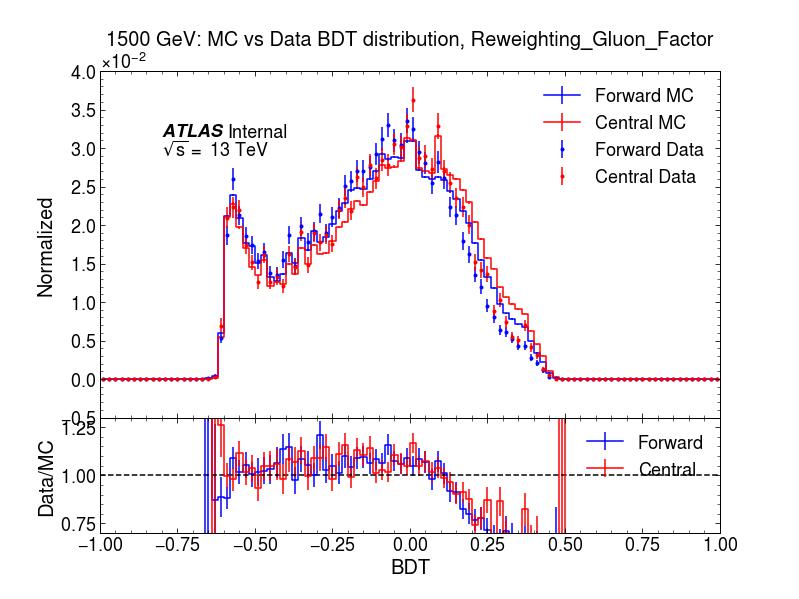 1500 GeV: MC vs Data BDT distribution, Reweighting_Gluon_Factor
×10⁻²
4.0
3.5
3.0
2.5
2.0
1.5
1.0
0.5
0.0
0.5
Normalized
ATLAS Internal
√s = 13 TeV
Forward MC
Central MC
Forward Data
Central Data
1.25
1.00
0.75
Data/MC
Forward
Central
−1.00 −0.75 −0.50 −0.25 0.00 0.25 0.50 0.75 1.00
BDT